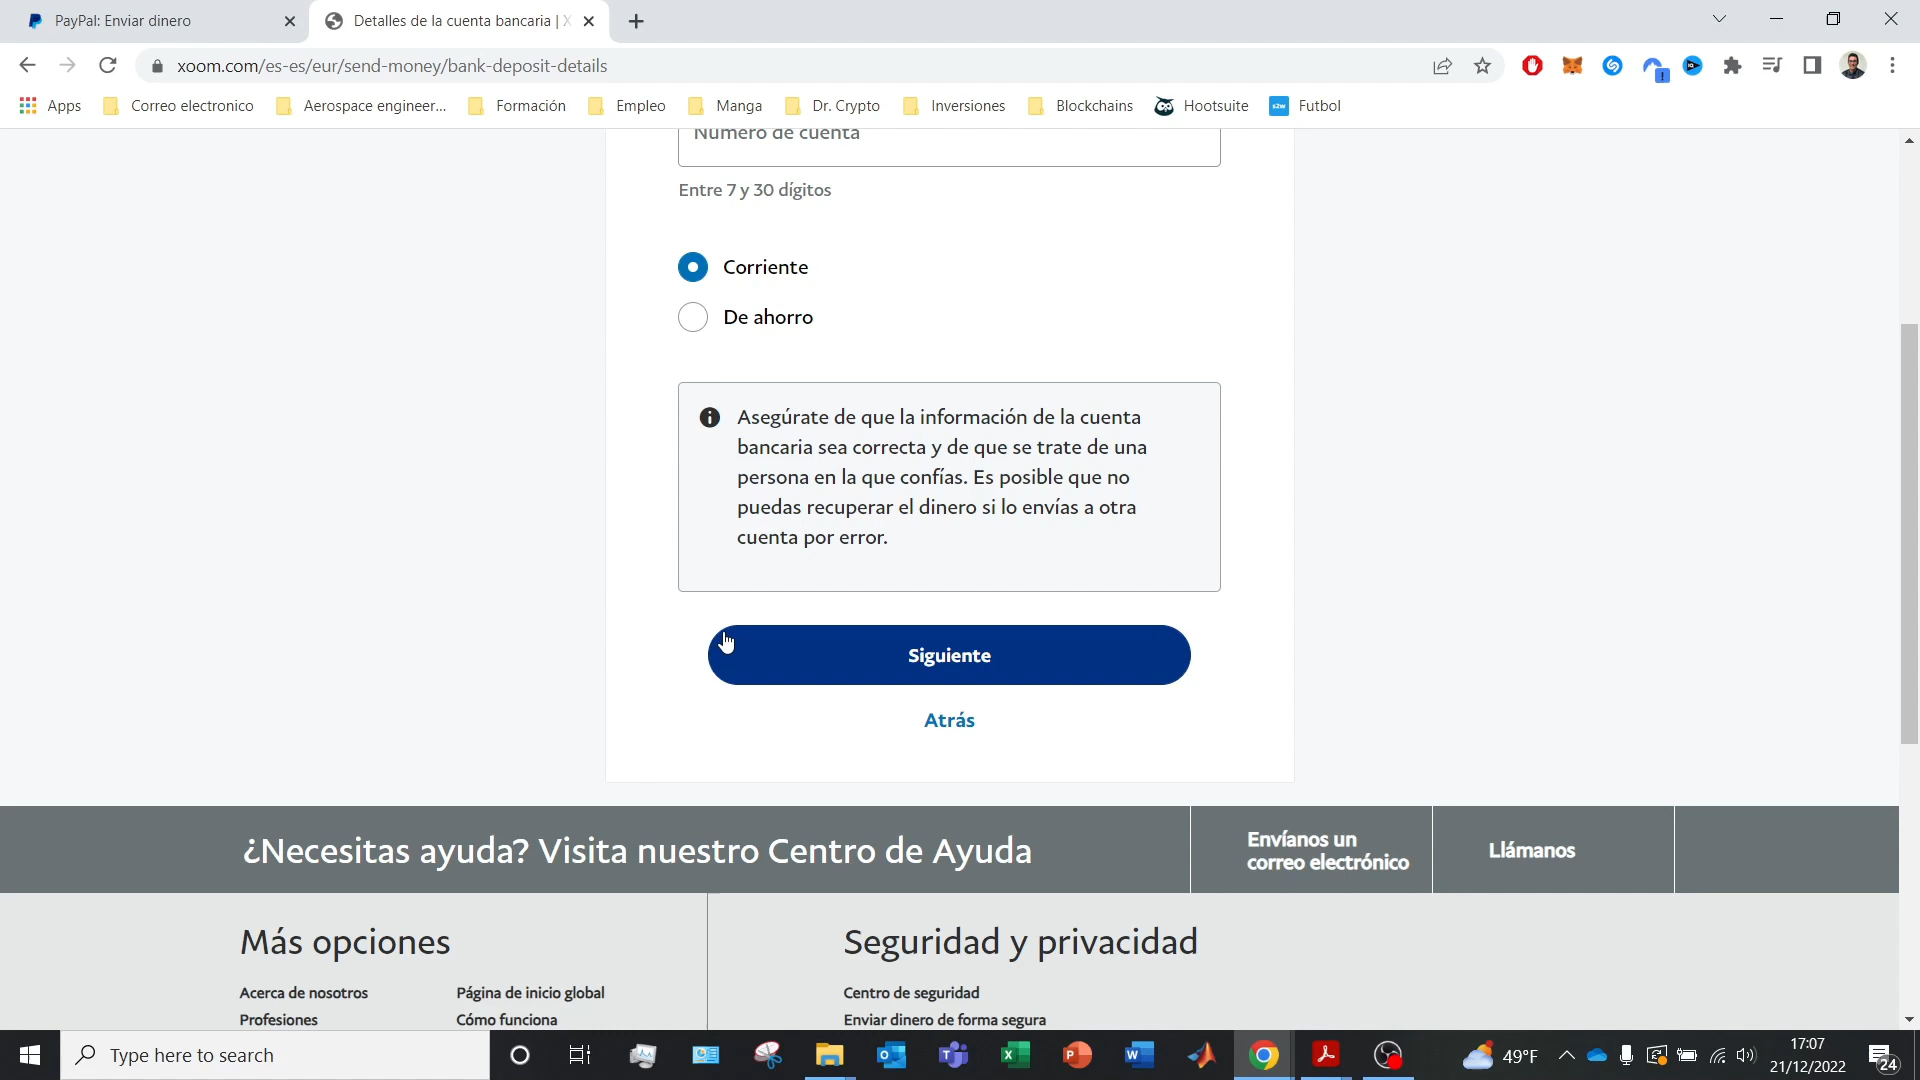 PayPal: Enviar dinero
Detalles de la cuenta bancaria | X
xoom.com/es-es/eur/send-money/bank-deposit-details
Apps
Correo electronico
Aerospace engineer...
Formación
Empleo
Manga
Dr. Crypto
Inversiones
Blockchains
Hootsuite
Futbol
Número de cuenta
Entre 7 y 30 dígitos
Corriente
De ahorro
Asegúrate de que la información de la cuenta
bancaria sea correcta y de que se trate de una
persona en la que confías. Es posible que no
puedas recuperar el dinero si lo envías a otra
cuenta por error.
Siguiente
Atrás
¿Necesitas ayuda? Visita nuestro Centro de Ayuda
Envíanos un
correo electrónico
Llámanos
Más opciones
Seguridad y privacidad
Acerca de nosotros
Página de inicio global
Centro de seguridad
Profesiones
Cómo funciona
Enviar dinero de forma segura
Type here to search
49°F
17:07
21/12/2022
24